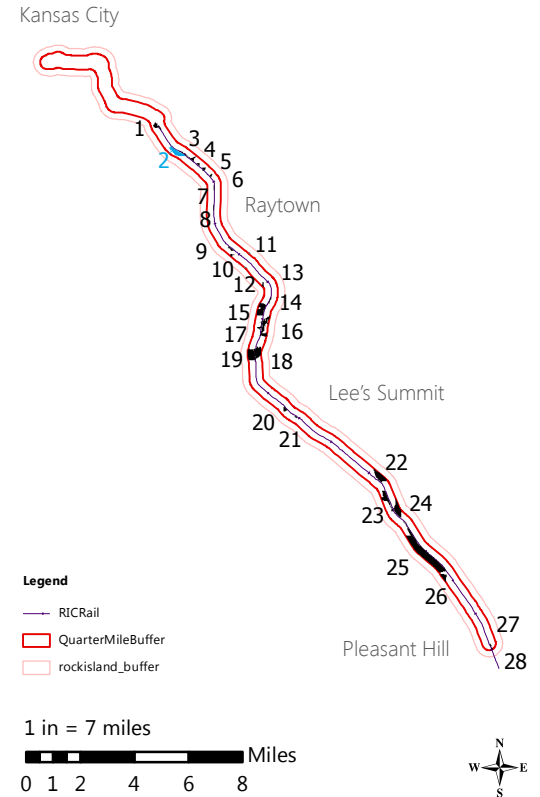 Kansas City
1
2
3
4
5
6
7
8
Raytown
9
10
11
12
13
14
15
16
17
18
19
Lee's Summit
20
21
22
23
24
25
26
27
Pleasant Hill
28
Legend
RICRail
QuarterMileBuffer
rockisland_buffer
1 in = 7 miles
Miles
0 1 2 4 6 8
N
W E
S